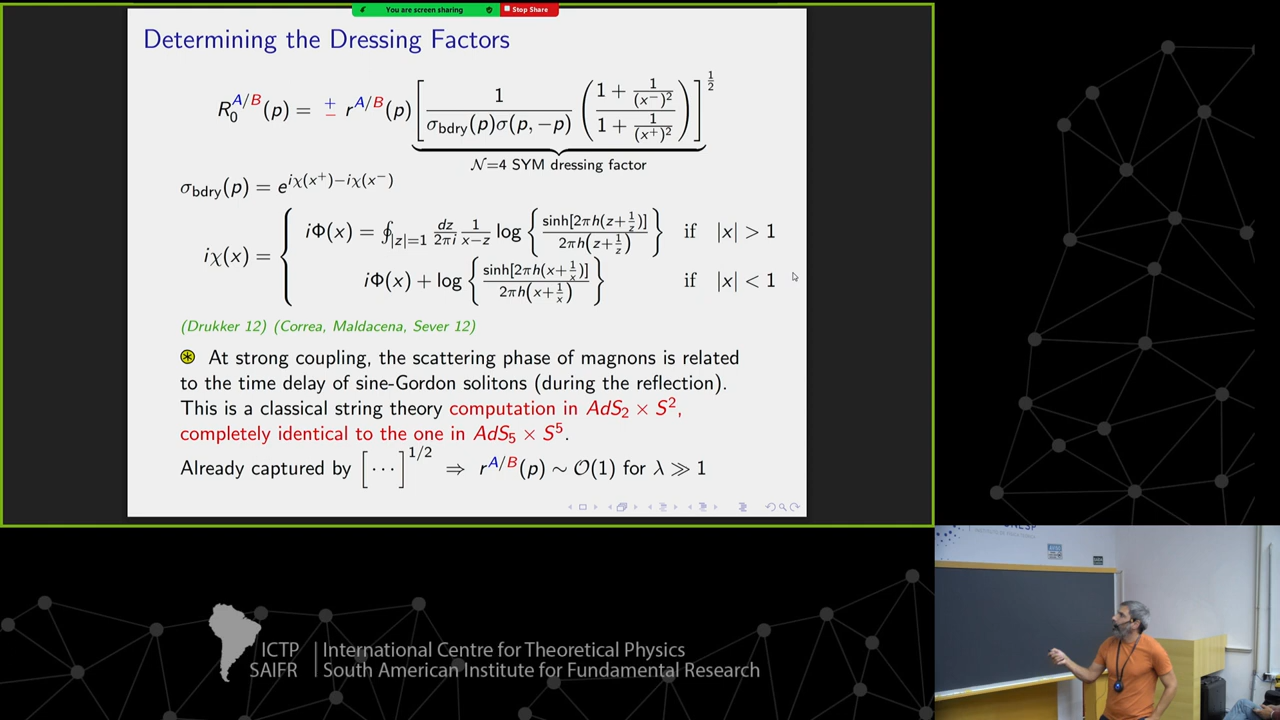 You are screen sharing Stop Share
Determining the Dressing Factors
R_0^{A/B}(p) = ± r^{A/B}(p) [ 1 / (σ_bdry(p)σ(p, −p)) ( (1 + 1/(x^−)^2) / (1 + 1/(x^+)^2) ) ]^{1/2}
N=4 SYM dressing factor
σ_bdry(p) = e^{iχ(x^+)−iχ(x^−)}
iχ(x) = { iΦ(x) = ∮_{|z|=1} dz/2πi 1/(x−z) log { sinh[2πh(z+1/z)] / 2πh(z+1/z) } if |x| > 1
iΦ(x) + log { sinh[2πh(x+1/x)] / 2πh(x+1/x) } if |x| < 1
(Drukker 12) (Correa, Maldacena, Sever 12)
⊛ At strong coupling, the scattering phase of magnons is related
to the time delay of sine-Gordon solitons (during the reflection).
This is a classical string theory computation in AdS_2 × S^2,
completely identical to the one in AdS_5 × S^5.
Already captured by [···]^{1/2} ⇒ r^{A/B}(p) ∼ O(1) for λ ≫ 1
ICTP International Centre for Theoretical Physics
SAIFR South American Institute for Fundamental Research